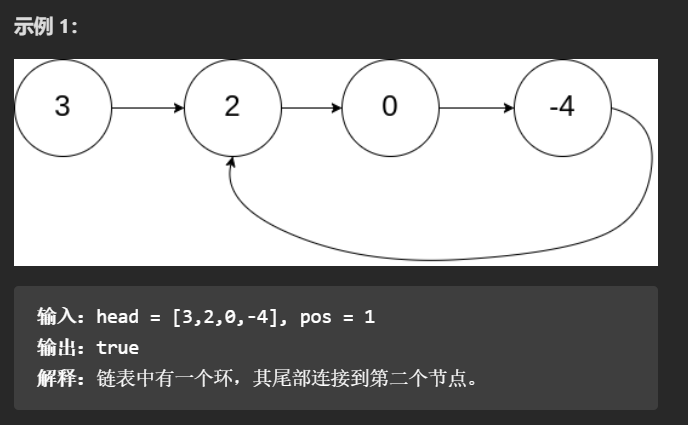 示例 1：
3 2 0 -4
输入：head = [3,2,0,-4], pos = 1
输出：true
解释：链表中有一个环，其尾部连接到第二个节点。